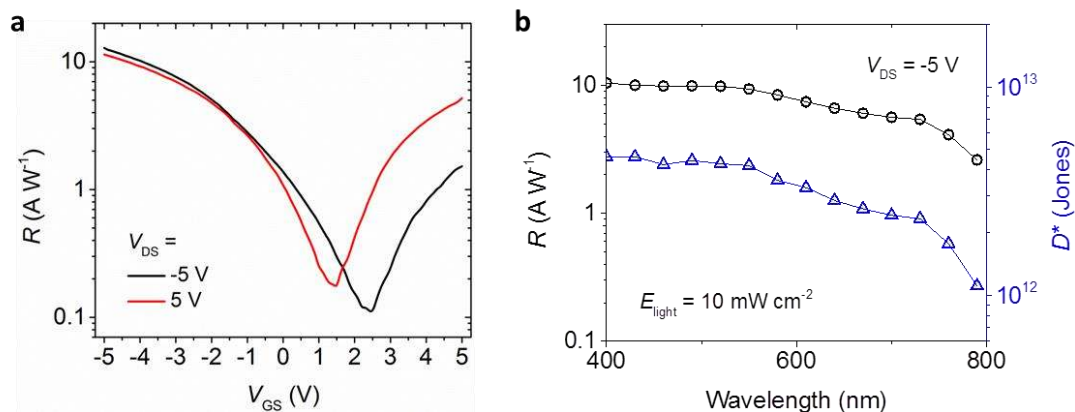 a
R (A W⁻¹)
10
1
0.1
V_DS =
-5 V
5 V
-5 -4 -3 -2 -1 0 1 2 3 4 5
V_GS (V)
b
R (A W⁻¹)
10
1
0.1
V_DS = -5 V
E_light = 10 mW cm⁻²
10¹³
10¹²
D* (Jones)
400 600 800
Wavelength (nm)